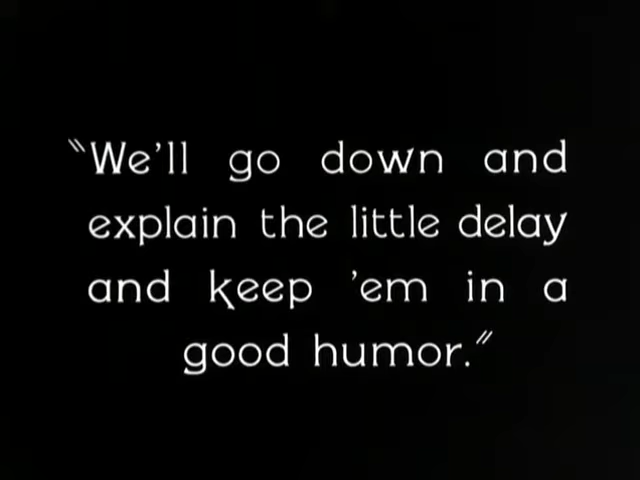 "We'll go down and
explain the little delay
and keep 'em in a
good humor."